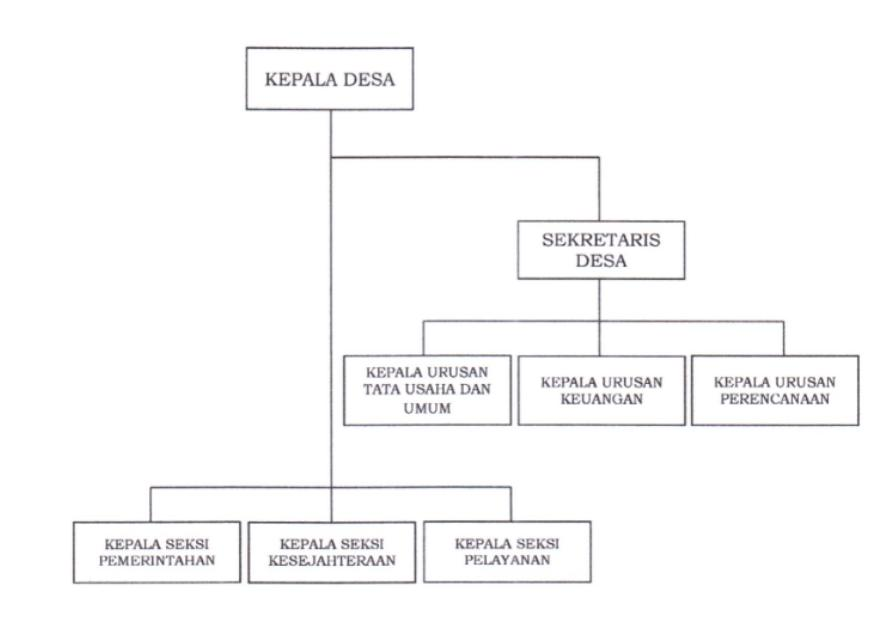 KEPALA DESA
SEKRETARIS
DESA
KEPALA URUSAN
TATA USAHA DAN
UMUM
KEPALA URUSAN
KEUANGAN
KEPALA URUSAN
PERENCANAAN
KEPALA SEKSI
PEMERINTAHAN
KEPALA SEKSI
KESEJAHTERAAN
KEPALA SEKSI
PELAYANAN